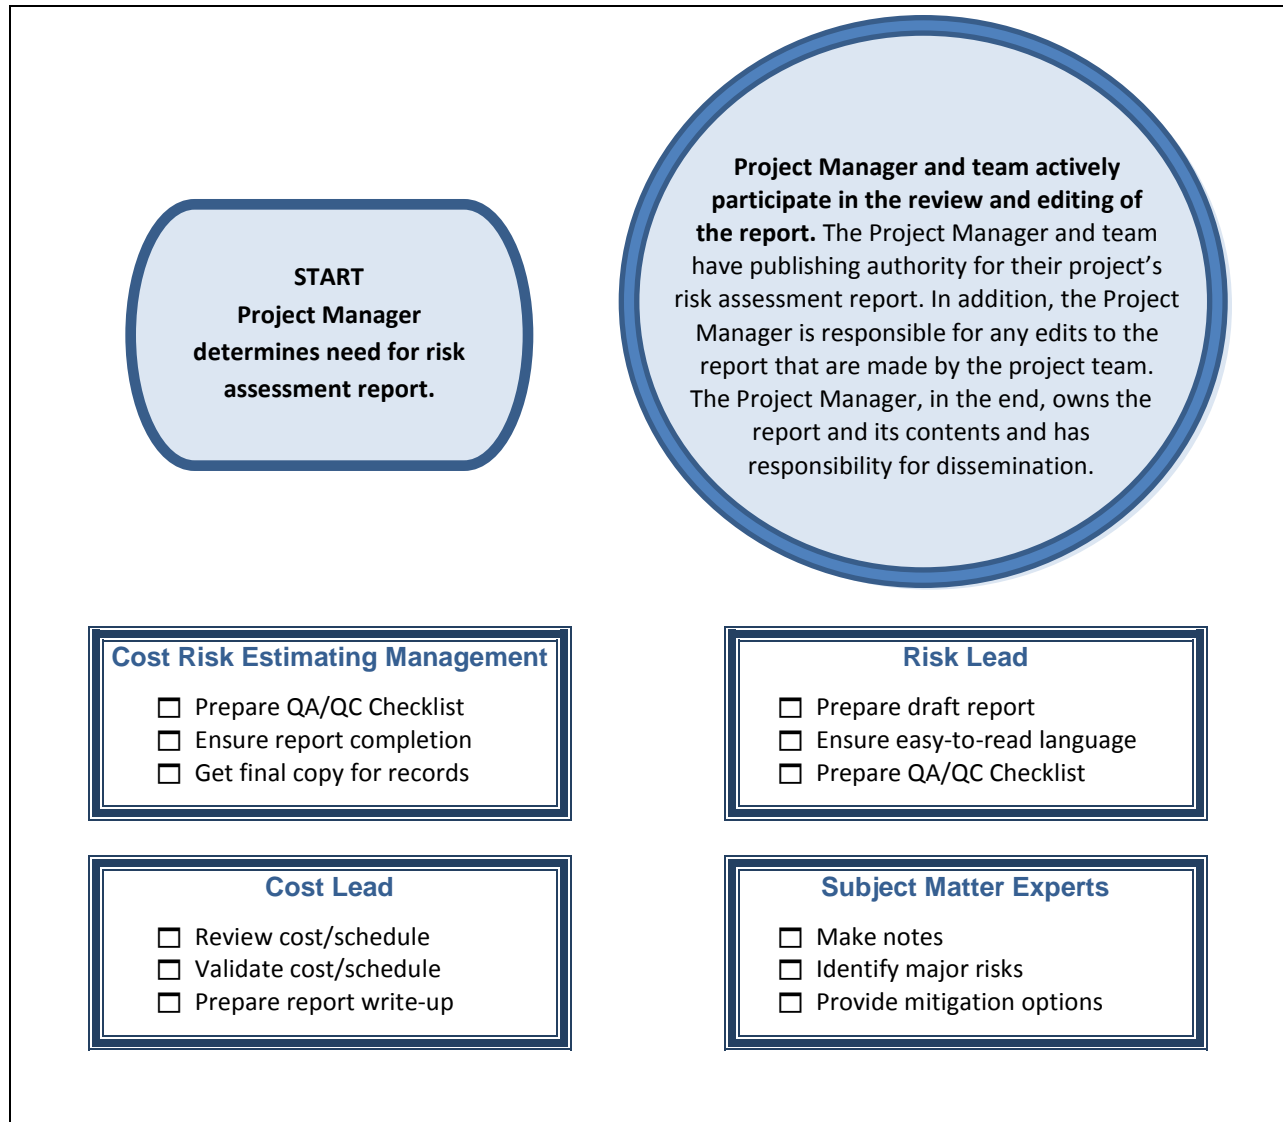 START
Project Manager
determines need for risk
assessment report.
Project Manager and team actively
participate in the review and editing of
the report. The Project Manager and team
have publishing authority for their project’s
risk assessment report. In addition, the Project
Manager is responsible for any edits to the
report that are made by the project team.
The Project Manager, in the end, owns the
report and its contents and has
responsibility for dissemination.
Cost Risk Estimating Management
Prepare QA/QC Checklist
Ensure report completion
Get final copy for records
Risk Lead
Prepare draft report
Ensure easy-to-read language
Prepare QA/QC Checklist
Cost Lead
Review cost/schedule
Validate cost/schedule
Prepare report write-up
Subject Matter Experts
Make notes
Identify major risks
Provide mitigation options